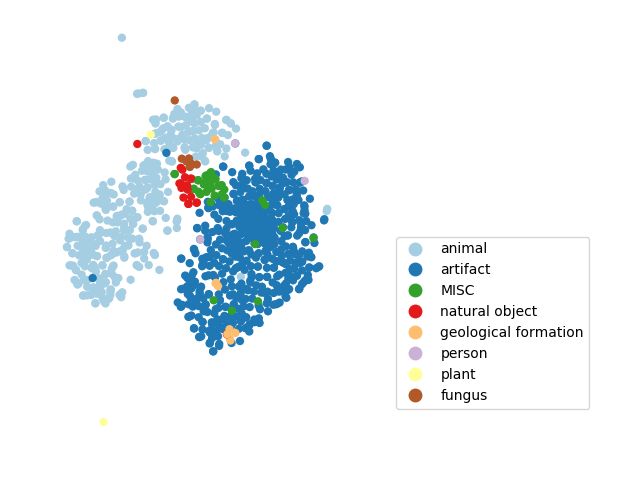 animal
artifact
MISC
natural object
geological formation
person
plant
fungus